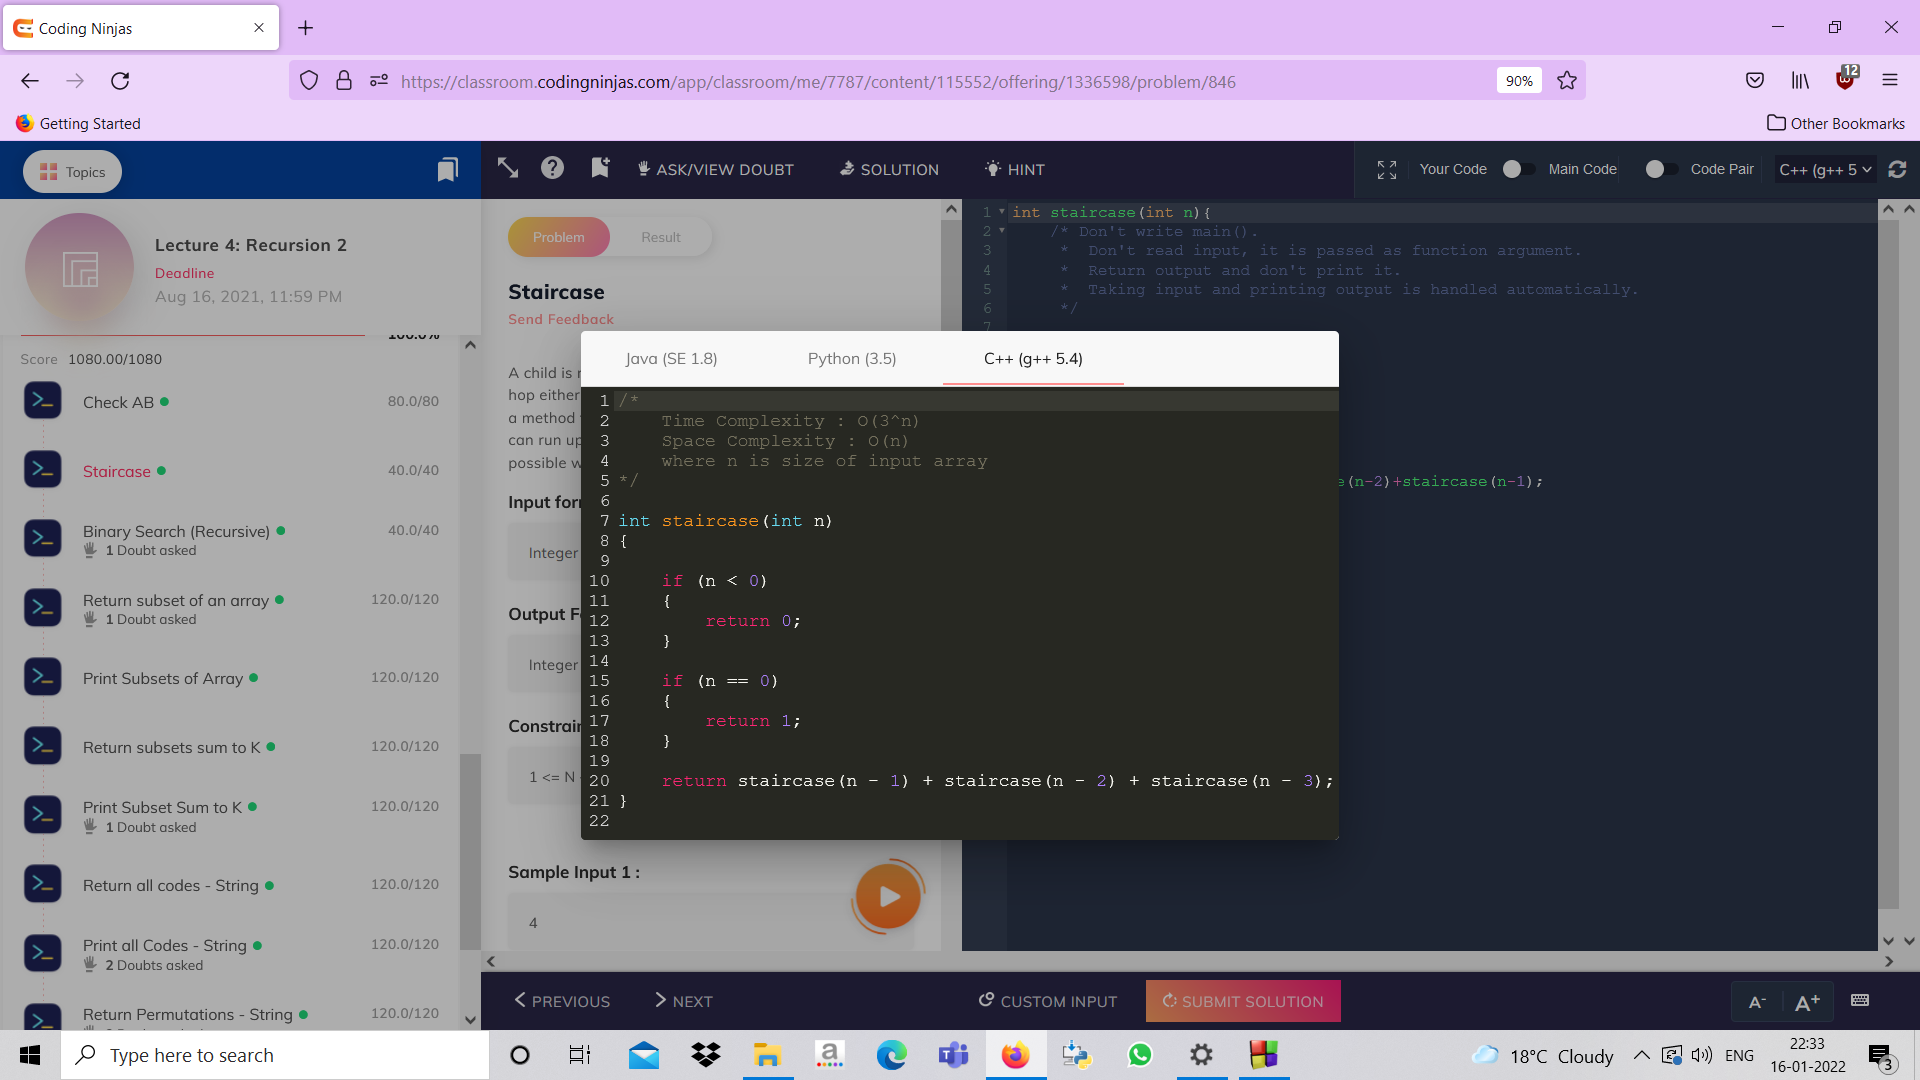 Coding Ninjas
https://classroom.codingninjas.com/app/classroom/me/7787/content/115552/offering/1336598/problem/846
90%
12
Getting Started
Other Bookmarks
Topics
ASK/VIEW DOUBT
SOLUTION
HINT
Your Code
Main Code
Code Pair
C++ (g++ 5
Lecture 4: Recursion 2
Deadline
Aug 16, 2021, 11:59 PM
100.0%
Score 1080.00/1080
Check AB 80.0/80
Staircase 40.0/40
Binary Search (Recursive) 40.0/40
1 Doubt asked
Return subset of an array 120.0/120
1 Doubt asked
Print Subsets of Array 120.0/120
Return subsets sum to K 120.0/120
Print Subset Sum to K 120.0/120
1 Doubt asked
Return all codes - String 120.0/120
Print all Codes - String 120.0/120
2 Doubts asked
Return Permutations - String 120.0/120
Problem
Result
Staircase
Send Feedback
A child is
hop either
a method
can run up
possible w
Input for
Integer
Output F
Integer
Constrain
1 <= N
Sample Input 1 :
4
1 int staircase(int n){
2 /* Don't write main().
3 * Don't read input, it is passed as function argument.
4 * Return output and don't print it.
5 * Taking input and printing output is handled automatically.
6 */
7
e(n-2)+staircase(n-1);
Java (SE 1.8)
Python (3.5)
C++ (g++ 5.4)
1 /*
2 Time Complexity : O(3^n)
3 Space Complexity : O(n)
4 where n is size of input array
5 */
6
7 int staircase(int n)
8 {
9
10 if (n < 0)
11 {
12 return 0;
13 }
14
15 if (n == 0)
16 {
17 return 1;
18 }
19
20 return staircase(n - 1) + staircase(n - 2) + staircase(n - 3);
21 }
22
PREVIOUS
NEXT
CUSTOM INPUT
SUBMIT SOLUTION
A-
A+
Type here to search
18°C Cloudy
ENG
22:33
16-01-2022
3